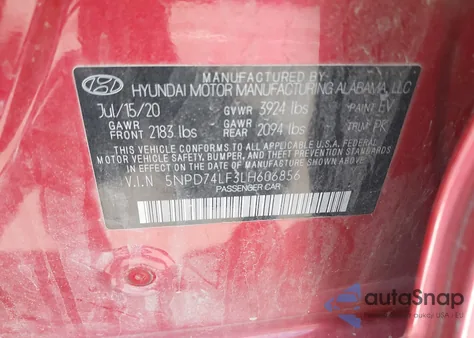 MANUFACTURED BY
HYUNDAI MOTOR MANUFACTURING ALABAMA, LLC
Jul/15/20 GVWR 3924 lbs PAINT EV
GAWR FRONT 2183 lbs GAWR REAR 2094 lbs TRIM PK
THIS VEHICLE CONFORMS TO ALL APPLICABLE U.S.A. FEDERAL
MOTOR VEHICLE SAFETY, BUMPER, AND THEFT PREVENTION
STANDARDS IN EFFECT ON THE DATE OF MANUFACTURE SHOWN ABOVE.
V.I.N 5NPD74LF3LH606856
PASSENGER CAR
autoSnap